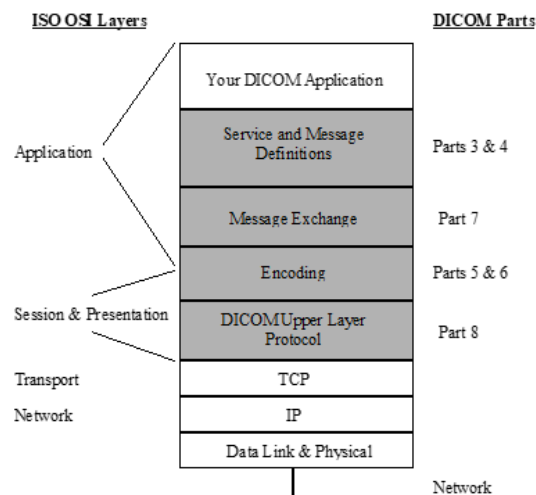 ISO OSI Layers
DICOM Parts
Your DICOM Application
Service and Message
Definitions
Parts 3 & 4
Application
Message Exchange
Part 7
Encoding
Parts 5 & 6
Session & Presentation
DICOM Upper Layer
Protocol
Part 8
Transport
TCP
Network
IP
Data Link & Physical
Network